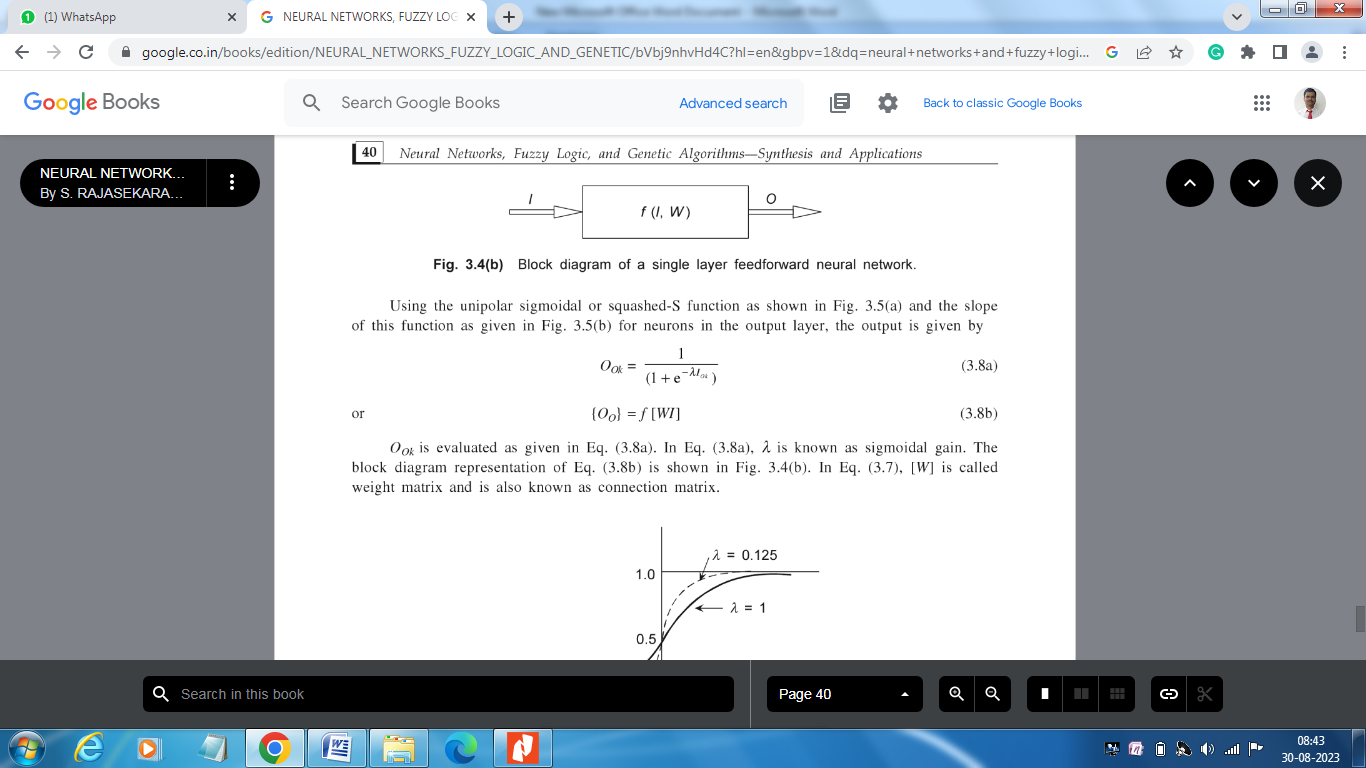 (1) WhatsApp
NEURAL NETWORKS, FUZZY LOG
New Microsoft Office Word Document - Microsoft Word
google.co.in/books/edition/NEURAL_NETWORKS_FUZZY_LOGIC_AND_GENETIC/bVbj9nhvHd4C?hl=en&gbpv=1&dq=neural+networks+and+fuzzy+logi...
Google Books
Search Google Books
Advanced search
Back to classic Google Books
NEURAL NETWORK...
By S. RAJASEKARA...
40 Neural Networks, Fuzzy Logic, and Genetic Algorithms—Synthesis and Applications
I
f (I, W)
O
Fig. 3.4(b) Block diagram of a single layer feedforward neural network.
Using the unipolar sigmoidal or squashed-S function as shown in Fig. 3.5(a) and the slope
of this function as given in Fig. 3.5(b) for neurons in the output layer, the output is given by
O_Ok = 1 / (1 + e^−λI_Ok) (3.8a)
or {O_O} = f [WI] (3.8b)
O_Ok is evaluated as given in Eq. (3.8a). In Eq. (3.8a), λ is known as sigmoidal gain. The
block diagram representation of Eq. (3.8b) is shown in Fig. 3.4(b). In Eq. (3.7), [W] is called
weight matrix and is also known as connection matrix.
λ = 0.125
1.0
λ = 1
0.5
Search in this book
Page 40
08:43
30-08-2023